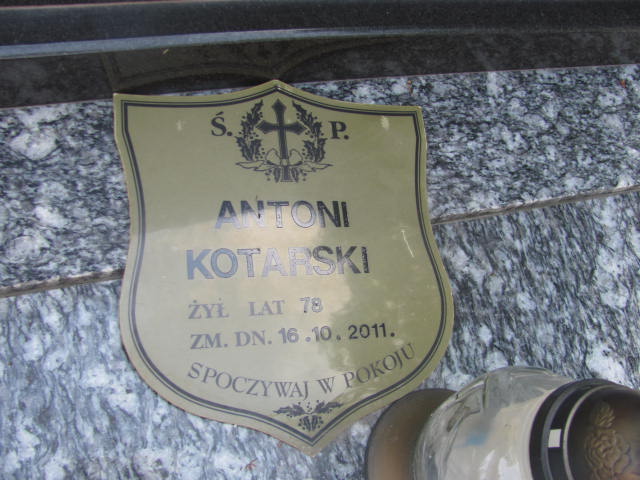 Ś. P.
ANTONI
KOTARSKI
ŻYŁ LAT 78
ZM. DN. 16.10.2011.
SPOCZYWAJ W POKOJU